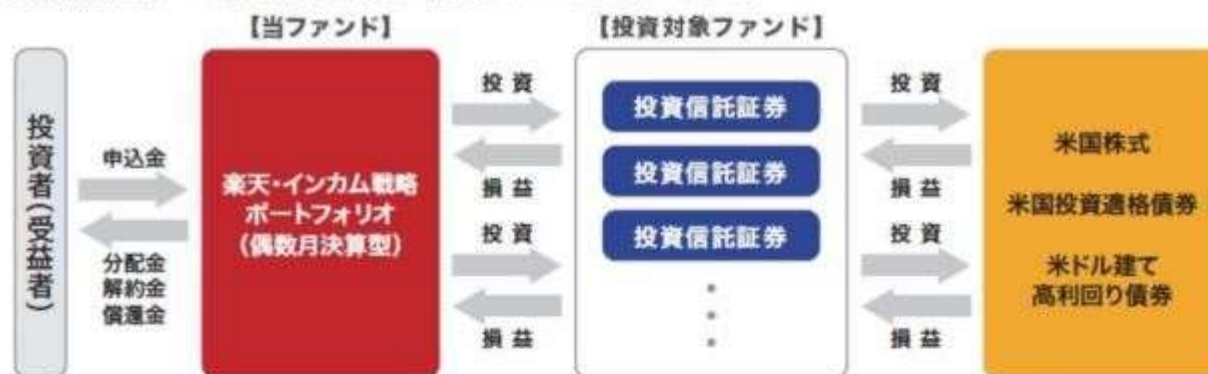 【当ファンド】
【投資対象ファンド】
投資者(受益者)
申込金
分配金
解約金
償還金
楽天・インカム戦略
ポートフォリオ
(偶数月決算型)
投資
損益
投資
損益
投資信託証券
投資信託証券
投資信託証券
投資
損益
投資
損益
米国株式
米国投資適格債券
米ドル建て
高利回り債券